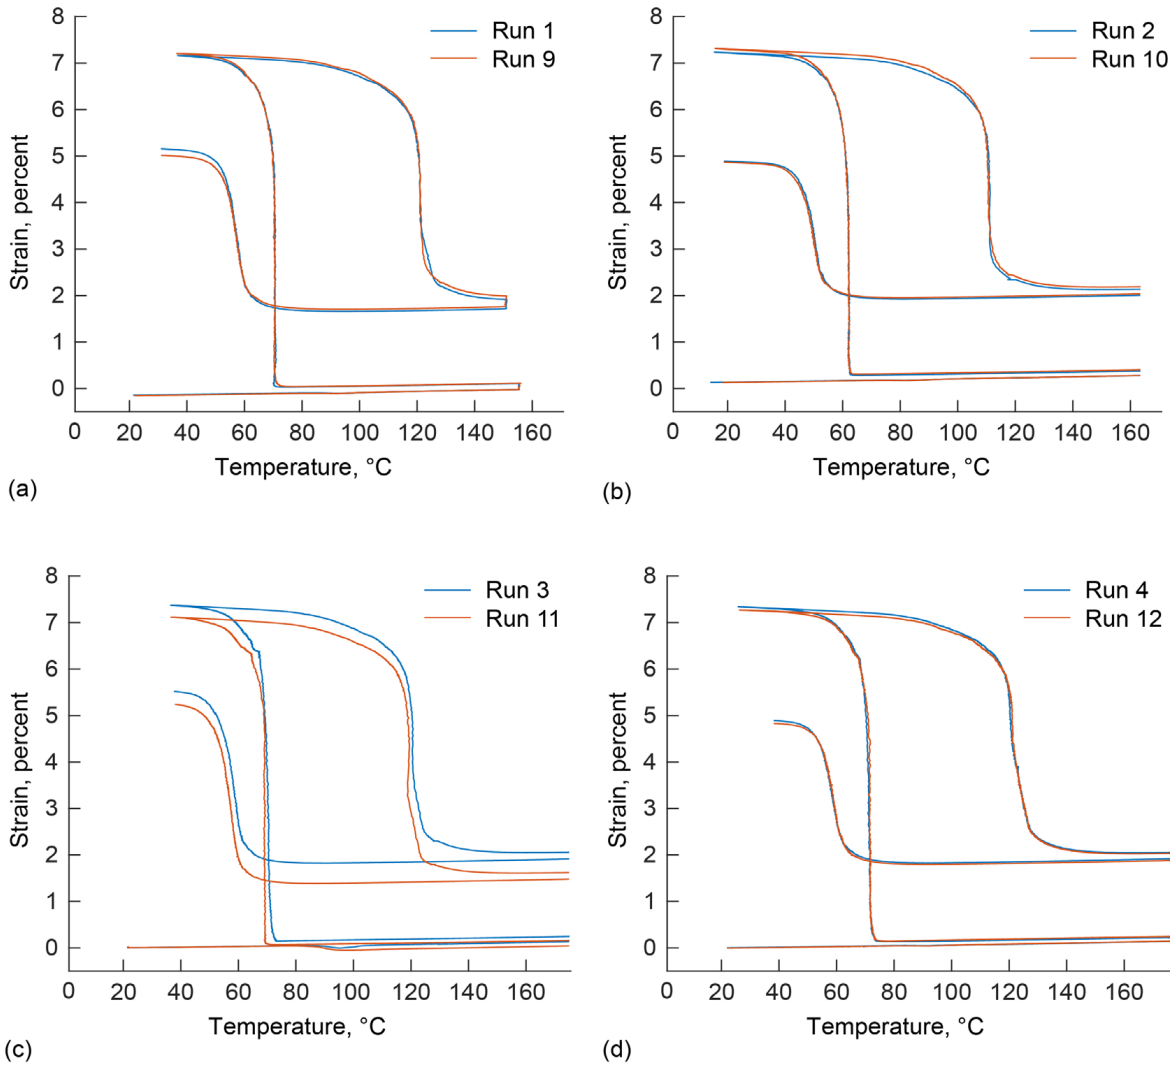 8
7
6
5
4
3
2
1
0
Strain, percent
Run 1
Run 9
0 20 40 60 80 100 120 140 160
Temperature, °C
(a)
8
7
6
5
4
3
2
1
0
Strain, percent
Run 2
Run 10
0 20 40 60 80 100 120 140 160
Temperature, °C
(b)
8
7
6
5
4
3
2
1
0
Strain, percent
Run 3
Run 11
0 20 40 60 80 100 120 140 160
Temperature, °C
(c)
8
7
6
5
4
3
2
1
0
Strain, percent
Run 4
Run 12
0 20 40 60 80 100 120 140 160
Temperature, °C
(d)